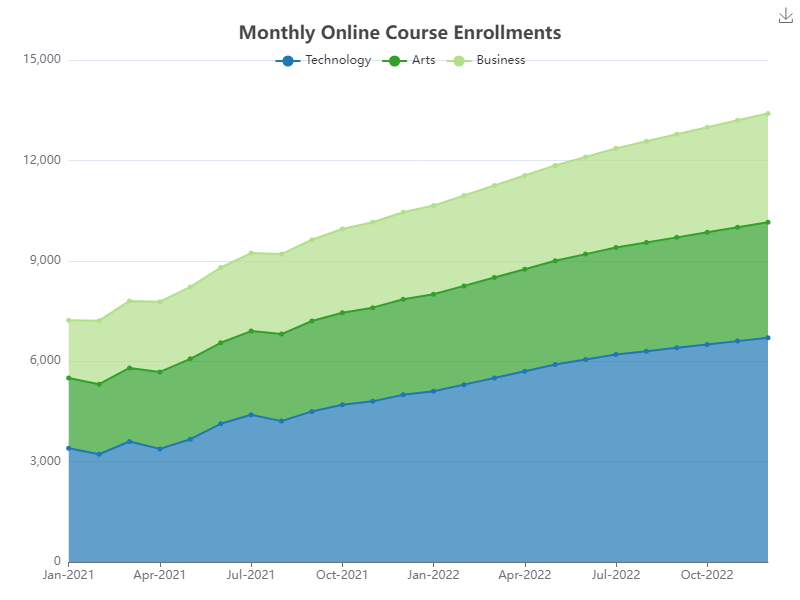 Monthly Online Course Enrollments
Technology Arts Business
15,000
12,000
9,000
6,000
3,000
0
Jan-2021 Apr-2021 Jul-2021 Oct-2021 Jan-2022 Apr-2022 Jul-2022 Oct-2022